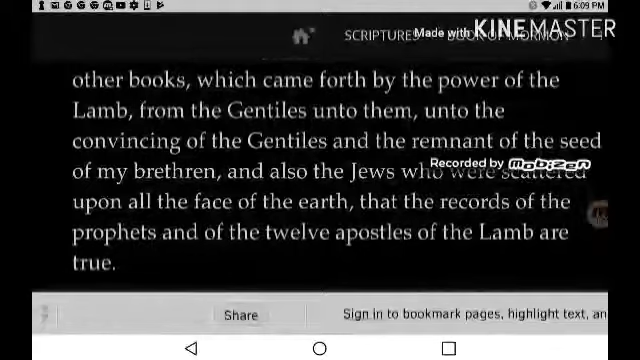 6:09 PM
Made with KINEMASTER
SCRIPTURES BOOK OF MORMON
other books, which came forth by the power of the
Lamb, from the Gentiles unto them, unto the
convincing of the Gentiles and the remnant of the seed
Recorded by mobizen
of my brethren, and also the Jews who were scattered
upon all the face of the earth, that the records of the
prophets and of the twelve apostles of the Lamb are
true.
Share Sign in to bookmark pages, highlight text, an